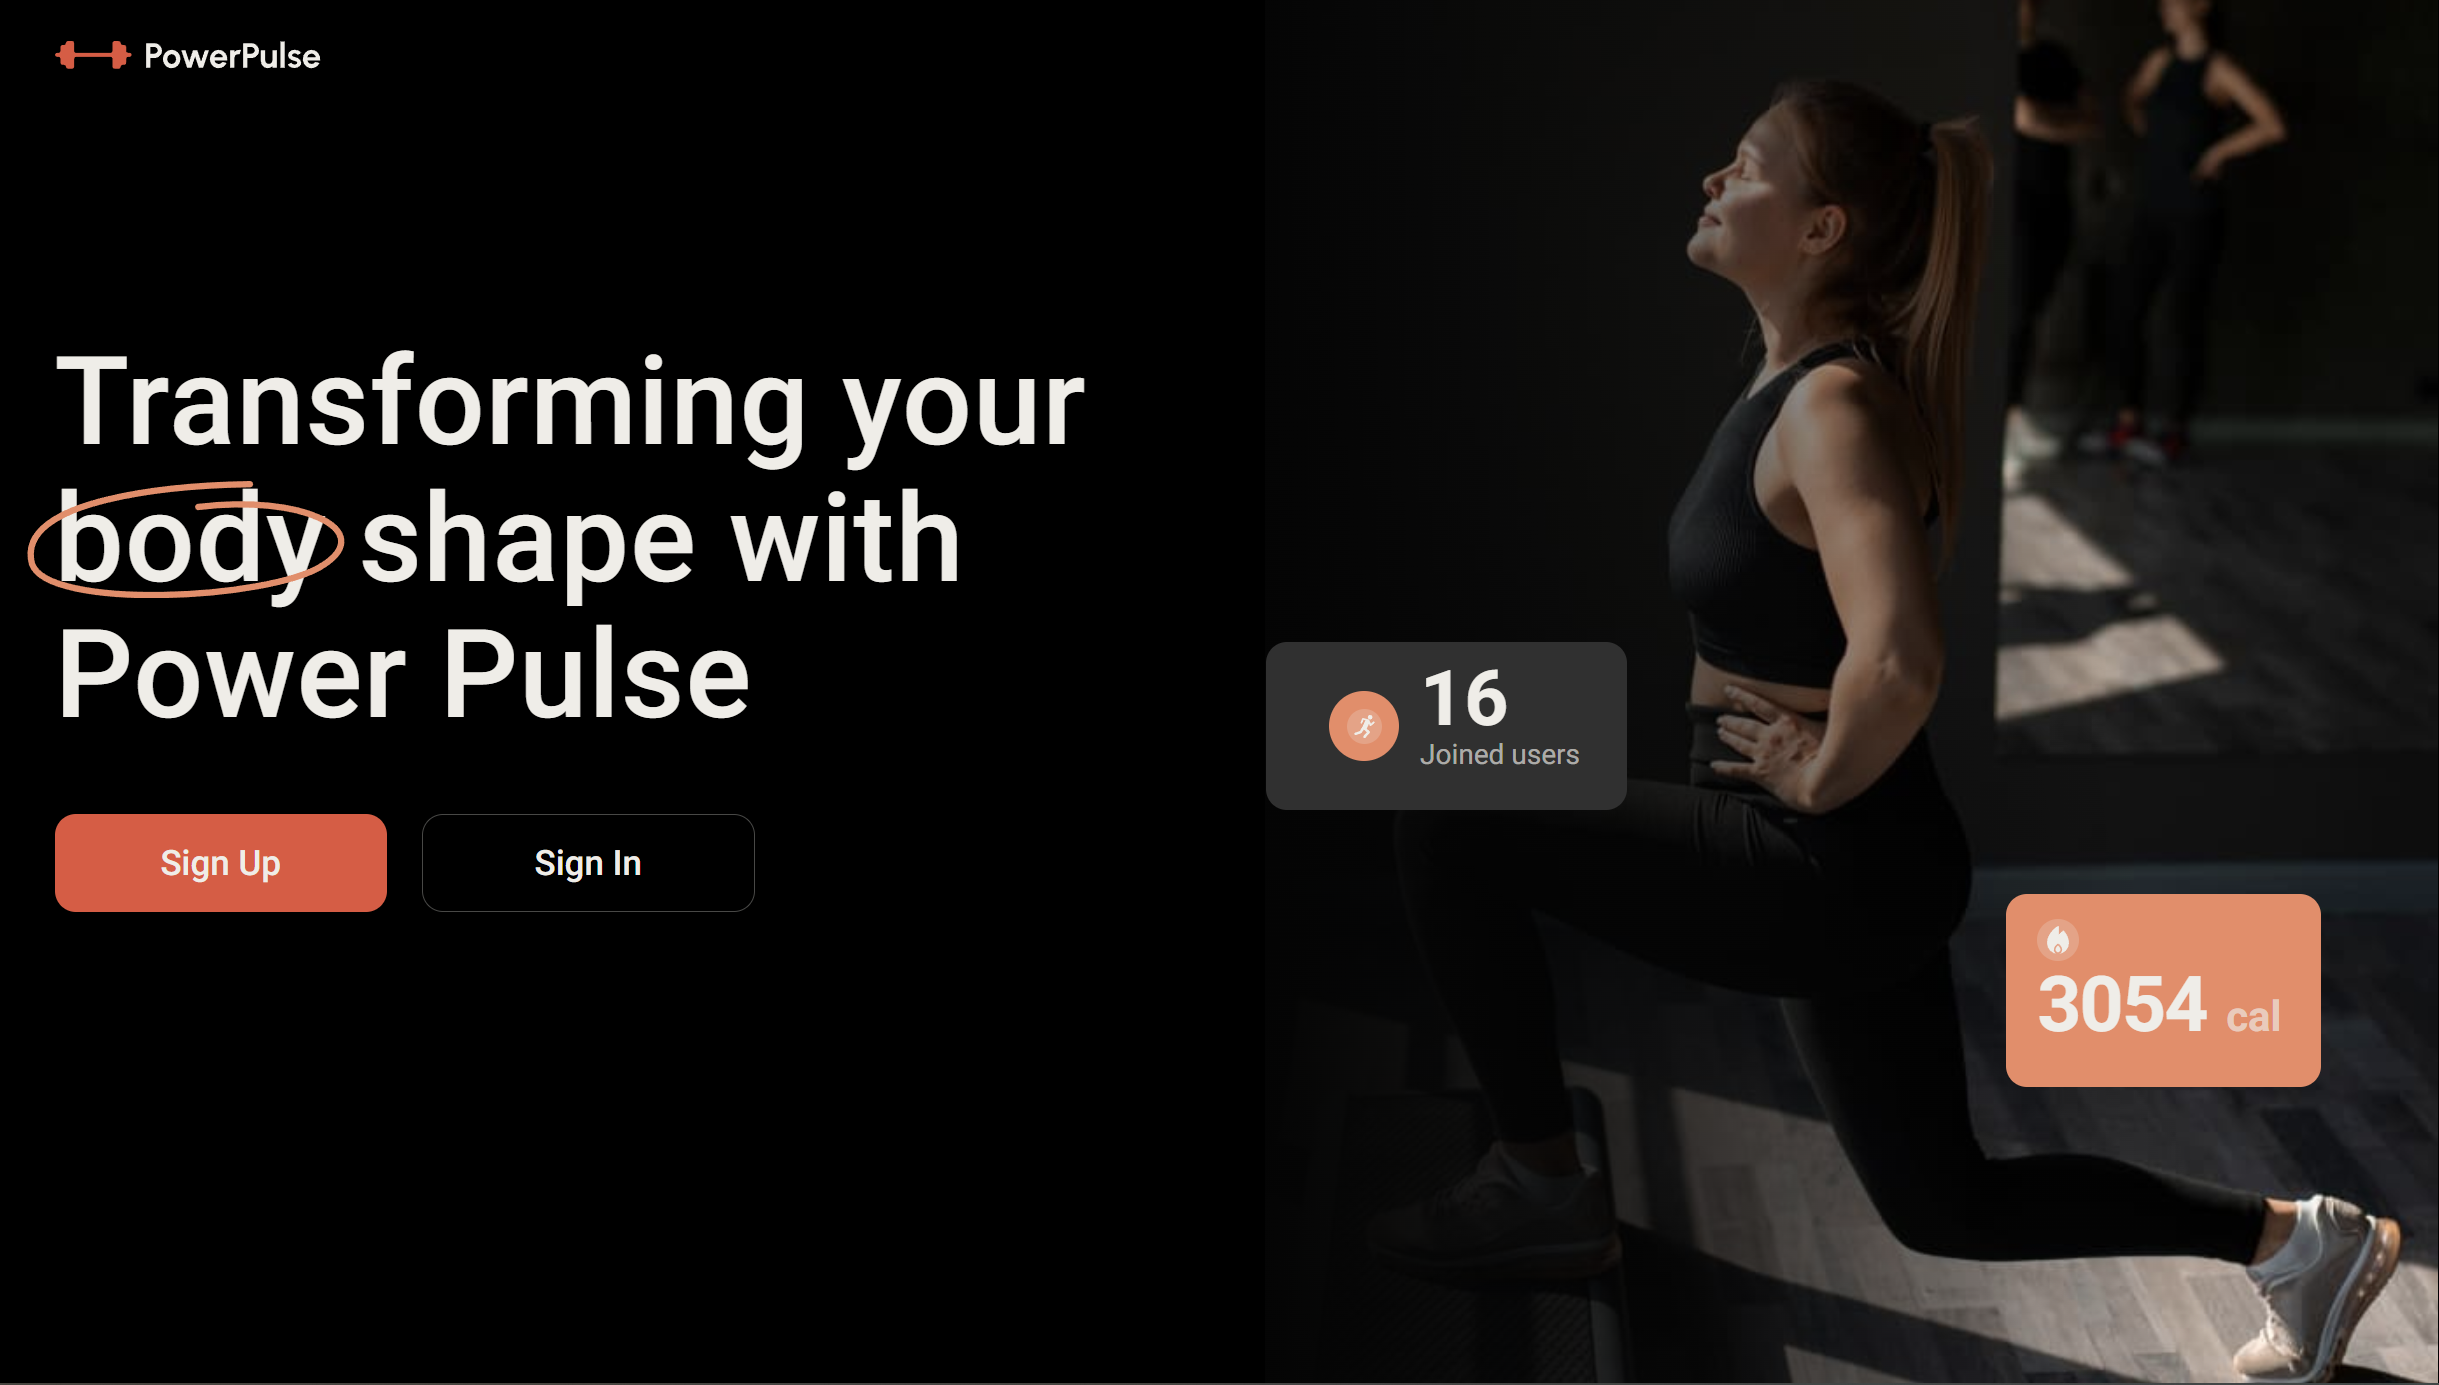 PowerPulse
Transforming your
body shape with
Power Pulse
Sign Up
Sign In
16
Joined users
3054 cal